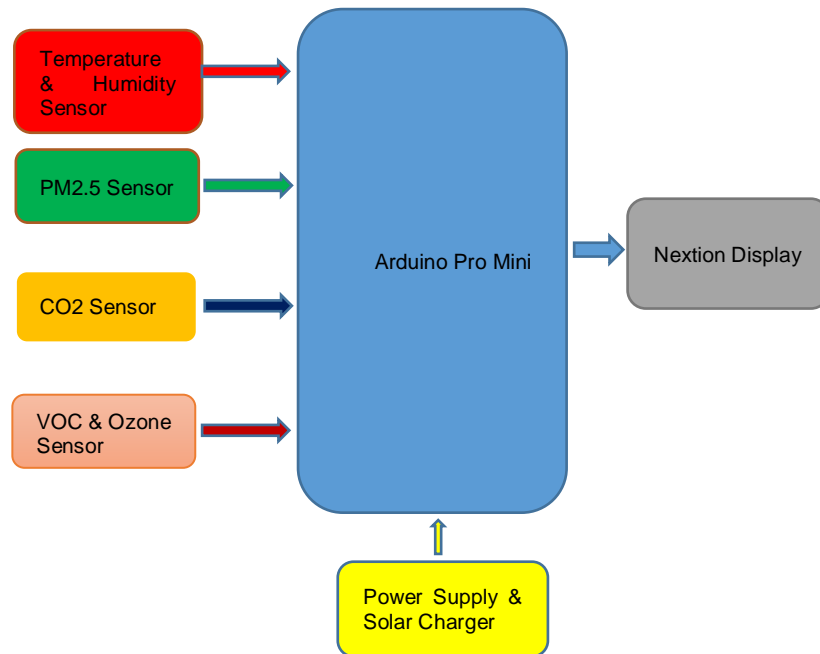 Temperature
& Humidity
Sensor
PM2.5 Sensor
CO2 Sensor
VOC & Ozone
Sensor
Arduino Pro Mini
Nextion Display
Power Supply &
Solar Charger